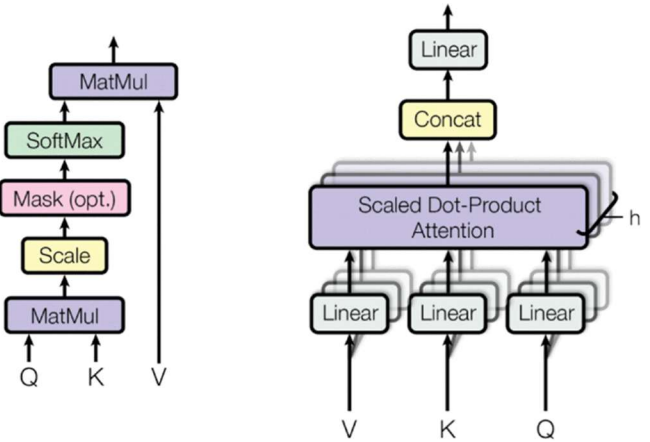 MatMul
SoftMax
Mask (opt.)
Scale
MatMul
Q K V
Linear
Concat
Scaled Dot-Product
Attention
h
Linear Linear Linear
V K Q